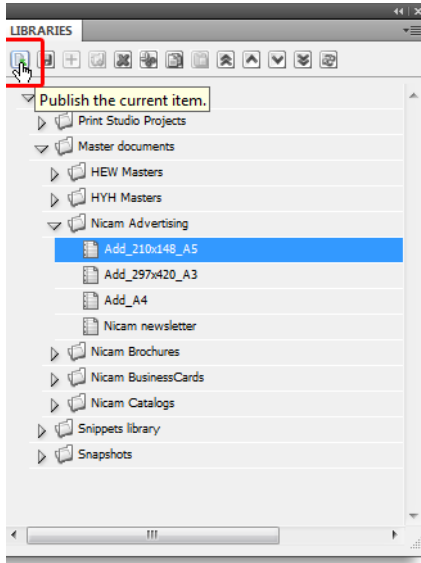 LIBRARIES
Publish the current item.
Print Studio Projects
Master documents
HEW Masters
HYH Masters
Nicam Advertising
Add_210x148_A5
Add_297x420_A3
Add_A4
Nicam newsletter
Nicam Brochures
Nicam BusinessCards
Nicam Catalogs
Snippets library
Snapshots